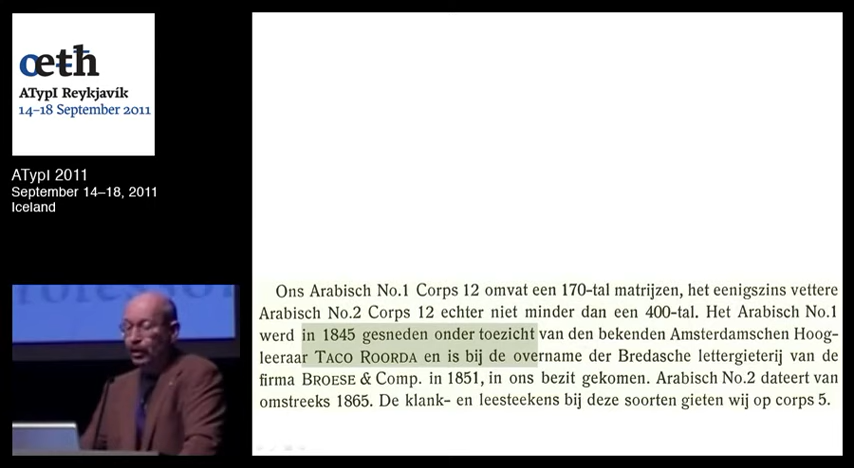 oeth
ATypI Reykjavík
14–18 September 2011
ATypI 2011
September 14–18, 2011
Iceland
Professor
Ons Arabisch No.1 Corps 12 omvat een 170-tal matrijzen, het eenigszins vettere
Arabisch No.2 Corps 12 echter niet minder dan een 400-tal. Het Arabisch No.1
werd in 1845 gesneden onder toezicht van den bekenden Amsterdamschen Hoog-
leeraar TACO ROORDA en is bij de overname der Bredasche lettergieterij van de
firma BROESE & Comp. in 1851, in ons bezit gekomen. Arabisch No.2 dateert van
omstreeks 1865. De klank- en leesteekens bij deze soorten gieten wij op corps 5.